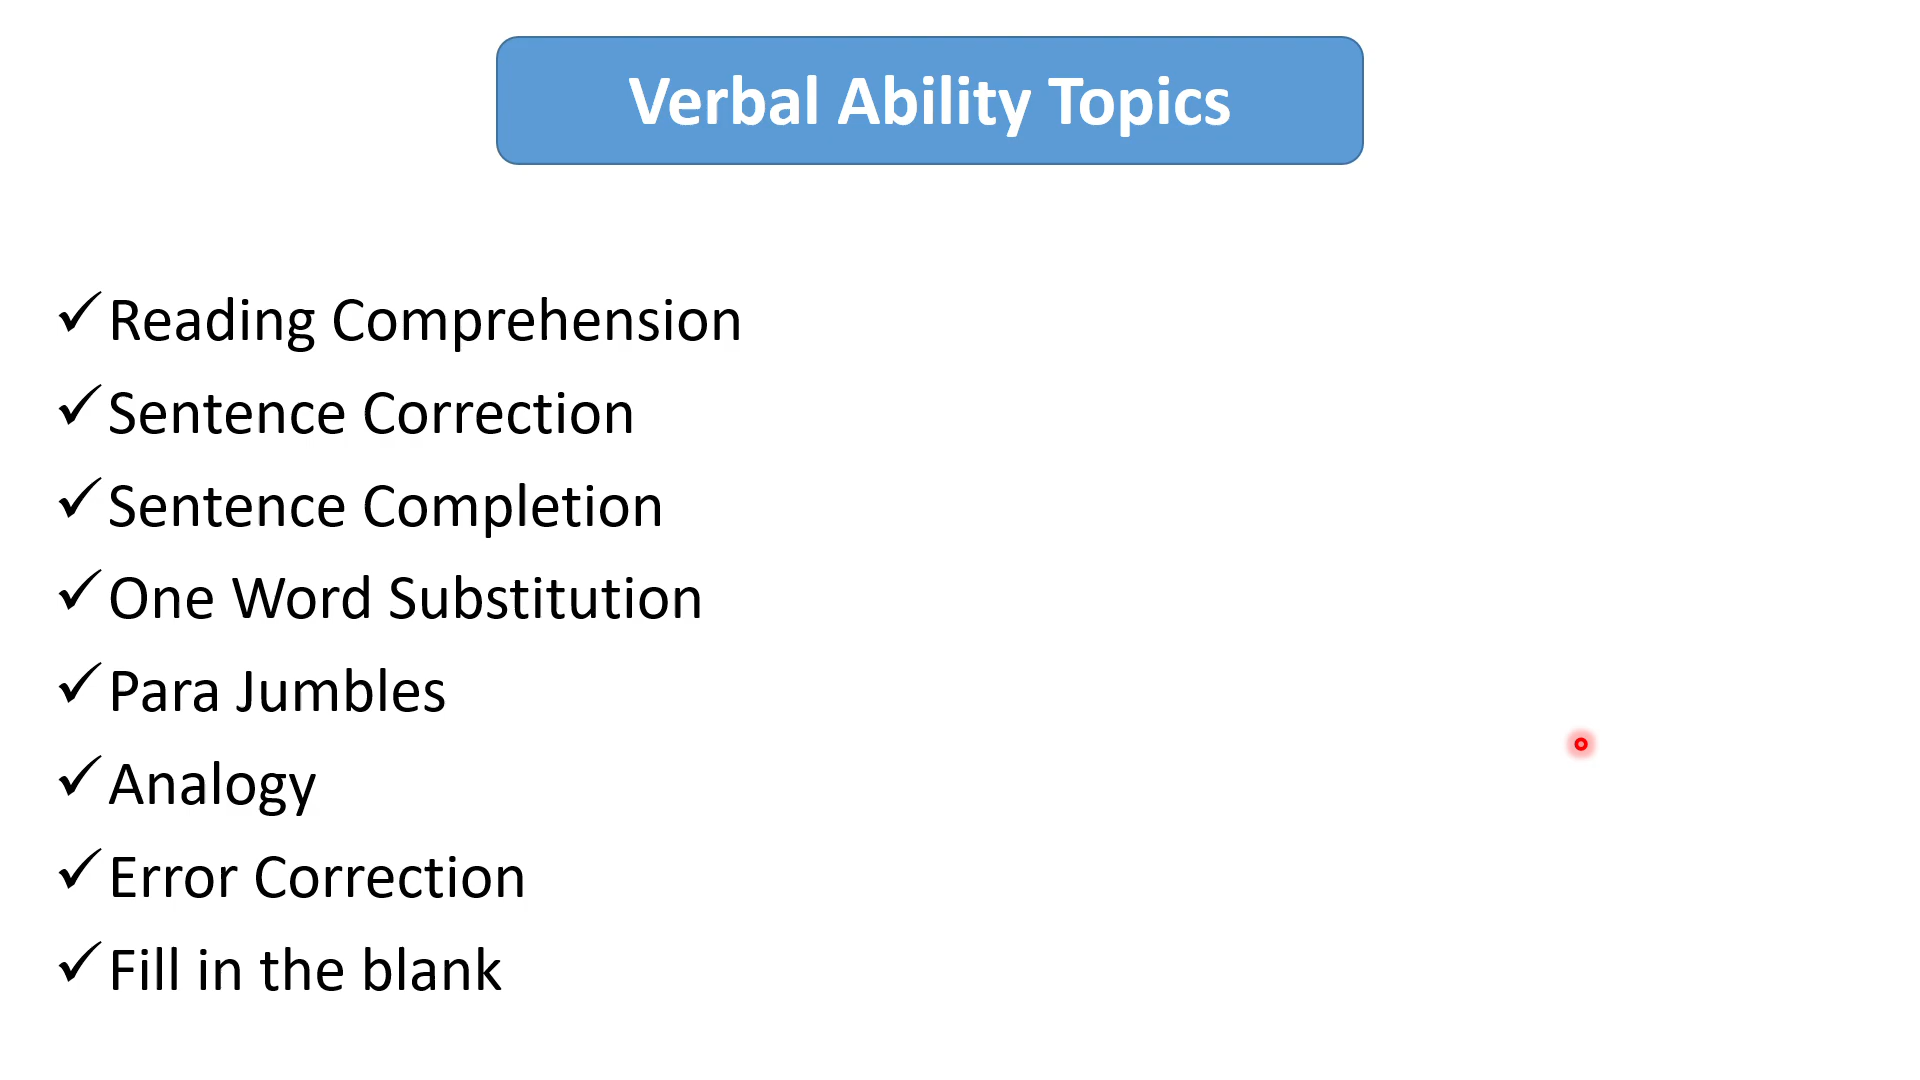 Verbal Ability Topics
✓Reading Comprehension
✓Sentence Correction
✓Sentence Completion
✓One Word Substitution
✓Para Jumbles
✓Analogy
✓Error Correction
✓Fill in the blank